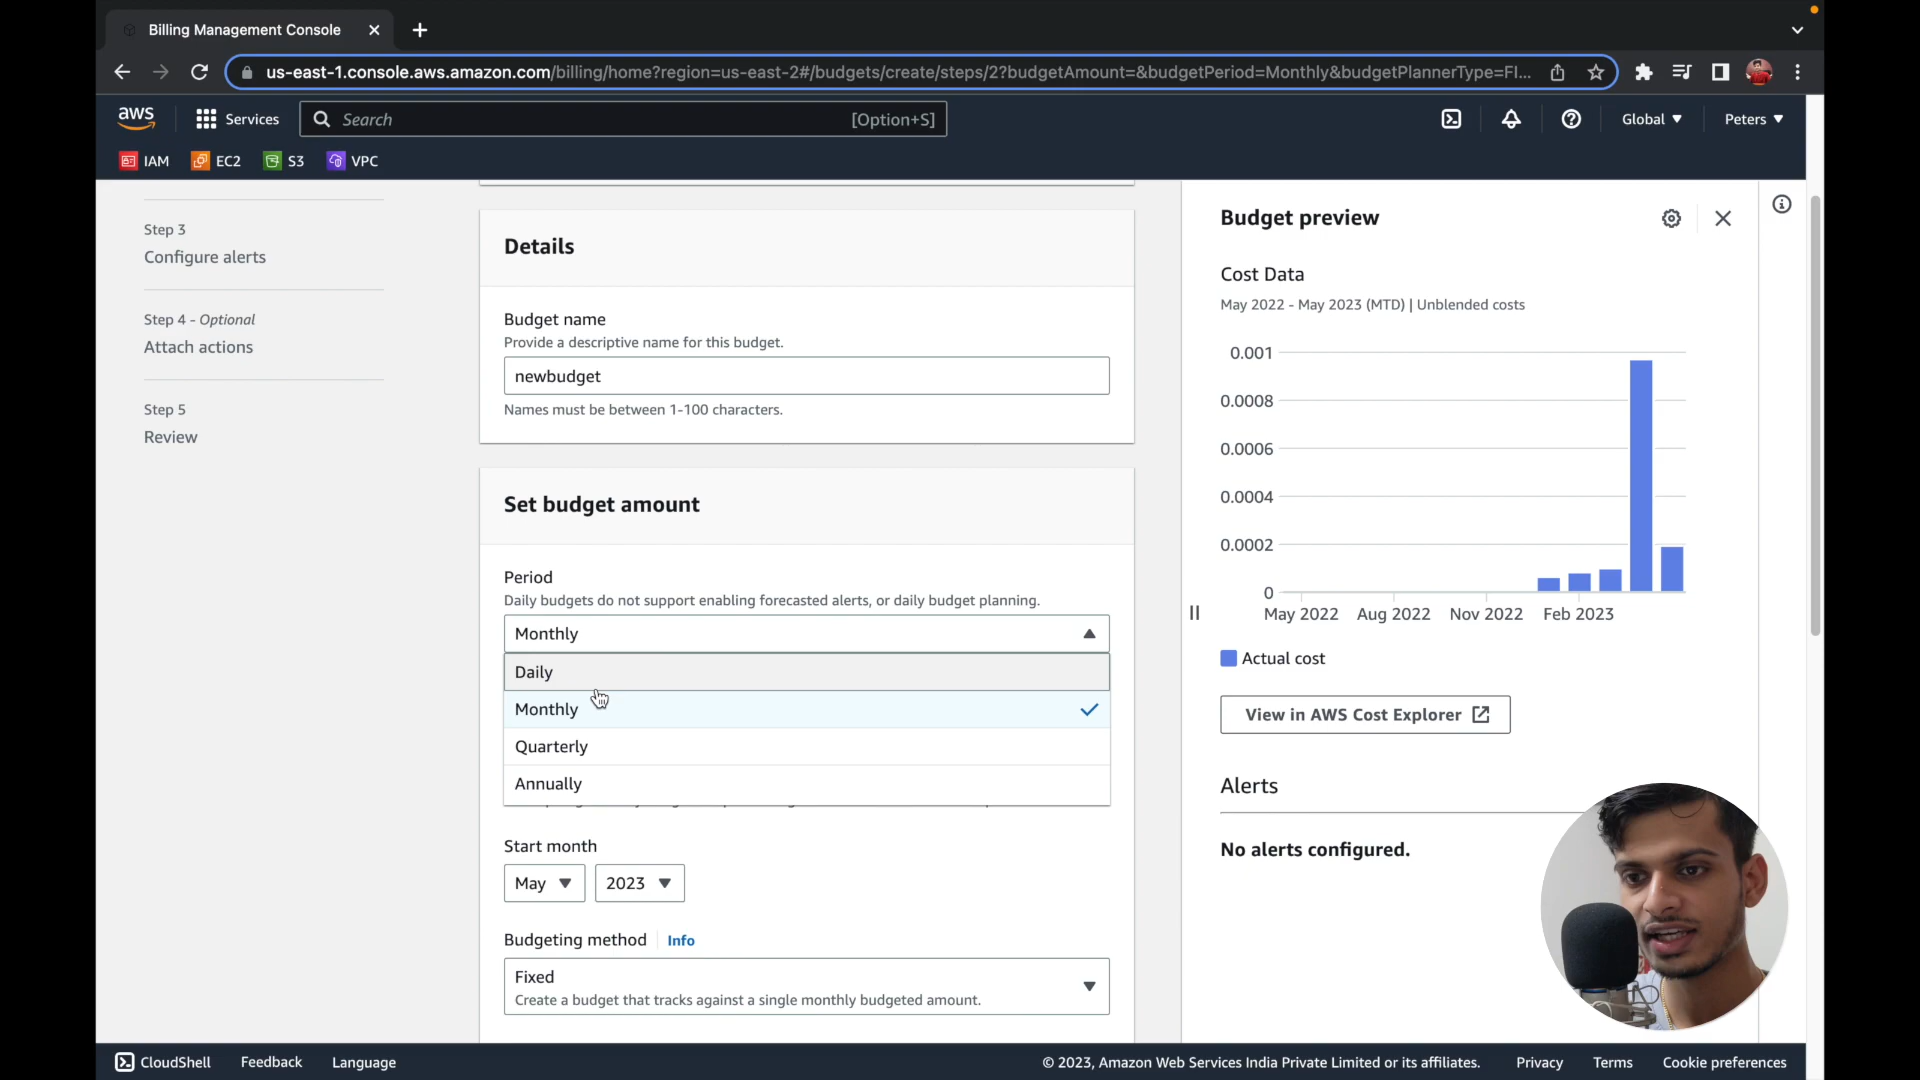 Billing Management Console
us-east-1.console.aws.amazon.com/billing/home?region=us-east-2#/budgets/create/steps/2?budgetAmount=&budgetPeriod=Monthly&budgetPlannerType=FI...
aws
Services
Search
[Option+S]
Global
Peters
IAM
EC2
S3
VPC
Step 3
Configure alerts
Step 4 - Optional
Attach actions
Step 5
Review
Details
Budget name
Provide a descriptive name for this budget.
newbudget
Names must be between 1-100 characters.
Set budget amount
Period
Daily budgets do not support enabling forecasted alerts, or daily budget planning.
Monthly
Daily
Monthly
Quarterly
Annually
Start month
May
2023
Budgeting method
Info
Fixed
Create a budget that tracks against a single monthly budgeted amount.
Budget preview
Cost Data
May 2022 - May 2023 (MTD) | Unblended costs
0.001
0.0008
0.0006
0.0004
0.0002
0
May 2022
Aug 2022
Nov 2022
Feb 2023
Actual cost
View in AWS Cost Explorer
Alerts
No alerts configured.
CloudShell
Feedback
Language
© 2023, Amazon Web Services India Private Limited or its affiliates.
Privacy
Terms
Cookie preferences